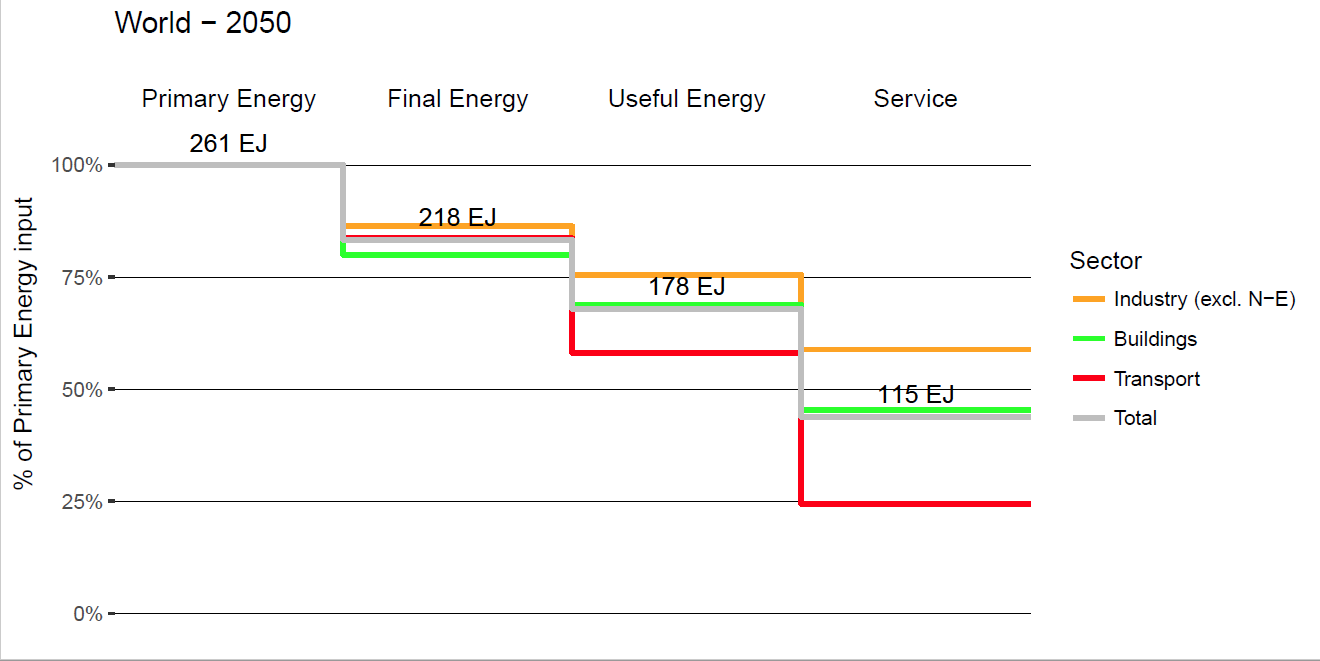 World − 2050
Primary Energy Final Energy Useful Energy Service
261 EJ
218 EJ
178 EJ
115 EJ
100%
75%
50%
25%
0%
% of Primary Energy input
Sector
Industry (excl. N−E)
Buildings
Transport
Total